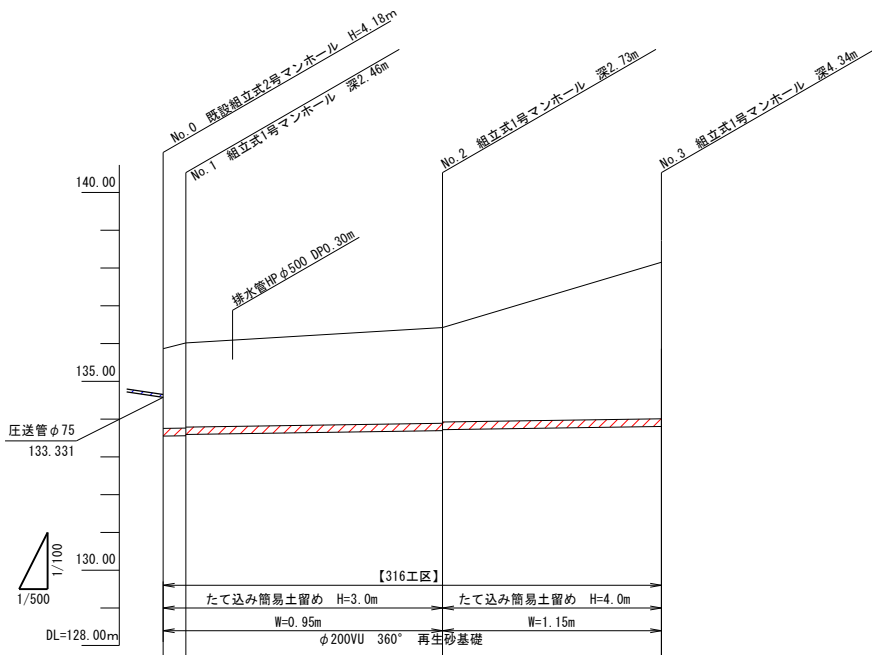 No.0 既設組立式2号マンホール H=4.18m
No.1 組立式1号マンホール 深2.46m
No.2 組立式1号マンホール 深2.73m
No.3 組立式1号マンホール 深4.34m
140.00
排水管HPφ500 DP0.30m
135.00
圧送管φ75
133.331
130.00
1/100
1/500
【316工区】
たて込み簡易土留め H=3.0m
たて込み簡易土留め H=4.0m
W=0.95m
W=1.15m
DL=128.00m
φ200VU 360° 再生砂基礎